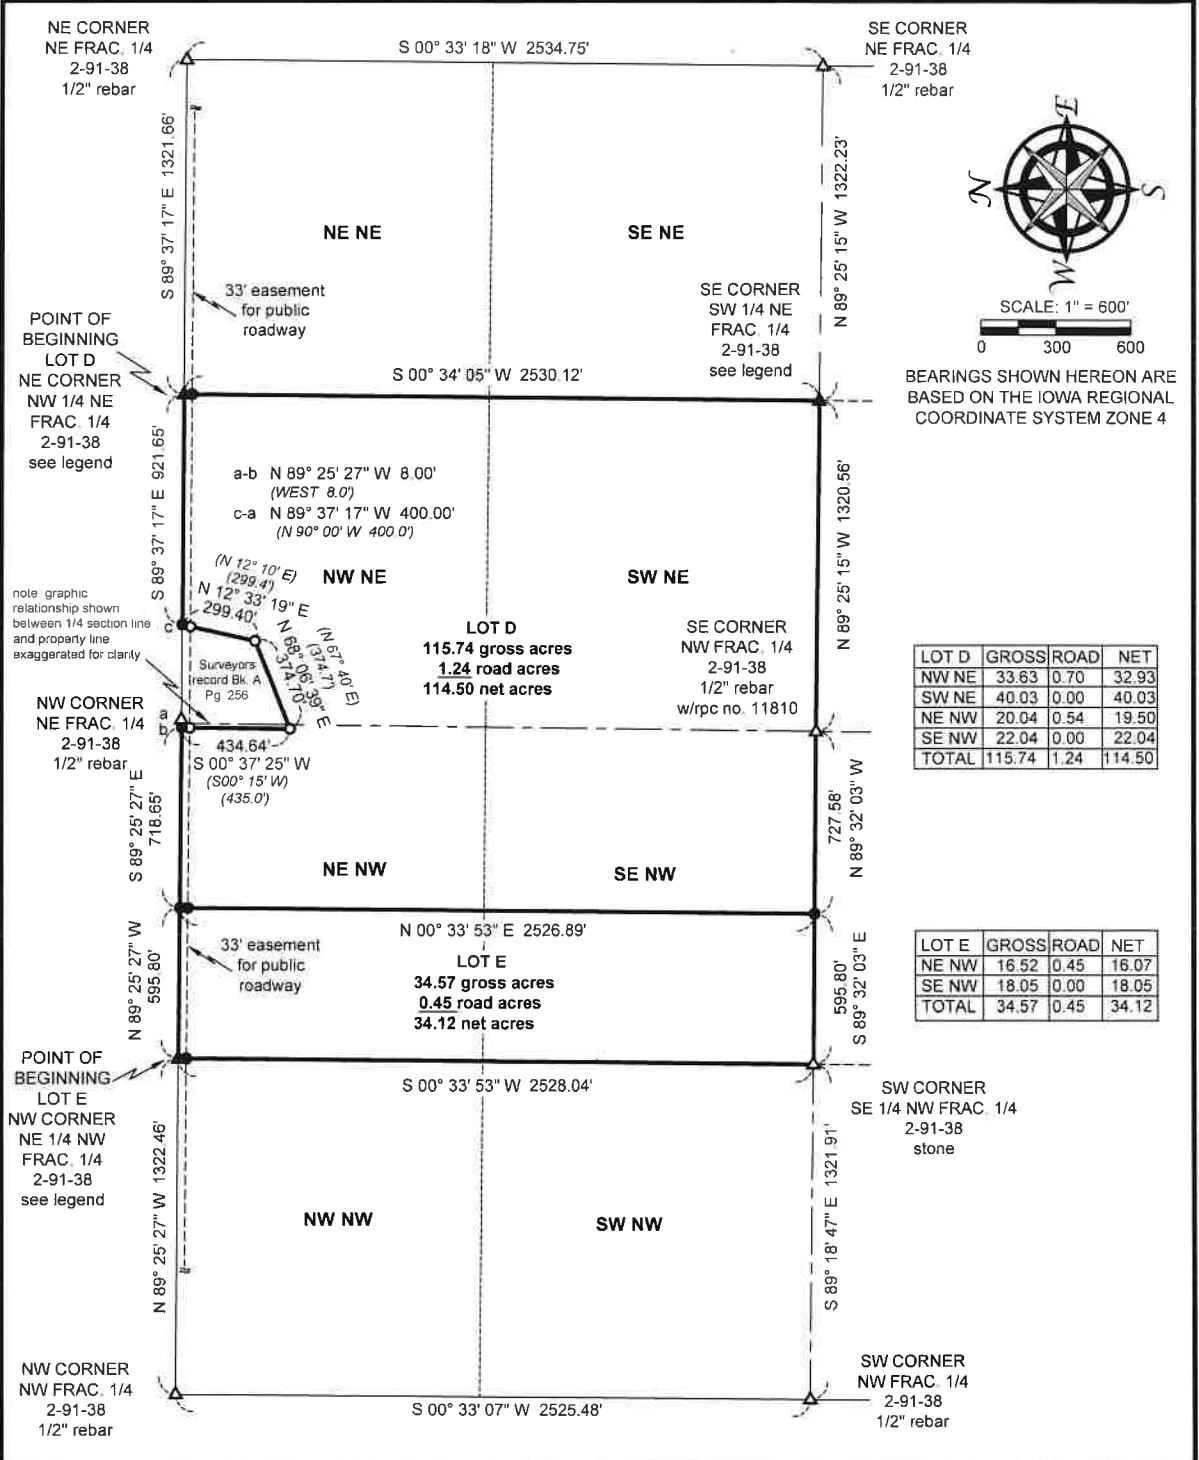 NE CORNER
NE FRAC. 1/4
2-91-38
1/2" rebar
S 00° 33' 18" W 2534.75'
SE CORNER
NE FRAC. 1/4
2-91-38
1/2" rebar
S 89° 37' 17" E 1321.66'
N 89° 25' 15" W 1322.23'
E
N
S
W
NE NE
SE NE
33' easement
for public
roadway
SE CORNER
SW 1/4 NE
FRAC. 1/4
2-91-38
see legend
SCALE: 1" = 600'
0 300 600
BEARINGS SHOWN HEREON ARE
BASED ON THE IOWA REGIONAL
COORDINATE SYSTEM ZONE 4
POINT OF
BEGINNING
LOT D
NE CORNER
NW 1/4 NE
FRAC. 1/4
2-91-38
see legend
S 00° 34' 05" W 2530.12'
S 89° 37' 17" E 921.65'
a-b N 89° 25' 27" W 8.00'
(WEST 8.0')
c-a N 89° 37' 17" W 400.00'
(N 90° 00' W 400.0')
N 89° 25' 15" W 1320.56'
(N 12° 10' E)
(299.4')
N 12° 33' 19" E
299.40'
NW NE
SW NE
note graphic
relationship shown
between 1/4 section line
and property line
exaggerated for clarity
c
(N 67° 40' E)
(374.7')
N 68° 06' 39" E
374.70'
Surveyors
record Bk. A
Pg. 256
LOT D
115.74 gross acres
1.24 road acres
114.50 net acres
SE CORNER
NW FRAC. 1/4
2-91-38
1/2" rebar
w/rpc no. 11810
LOT D GROSS ROAD NET
NW NE 33.63 0.70 32.93
SW NE 40.03 0.00 40.03
NE NW 20.04 0.54 19.50
SE NW 22.04 0.00 22.04
TOTAL 115.74 1.24 114.50
NW CORNER
NE FRAC. 1/4
2-91-38
1/2" rebar
a
b
434.64'
S 00° 37' 25" W
(S00° 15' W)
(435.0')
S 89° 25' 27" E
718.65'
727.58'
N 89° 32' 03" W
NE NW
SE NW
N 00° 33' 53" E 2526.89'
N 89° 25' 27" W
595.80'
33' easement
for public
roadway
LOT E
34.57 gross acres
0.45 road acres
34.12 net acres
595.80'
S 89° 32' 03" E
LOT E GROSS ROAD NET
NE NW 16.52 0.45 16.07
SE NW 18.05 0.00 18.05
TOTAL 34.57 0.45 34.12
POINT OF
BEGINNING
LOT E
NW CORNER
NE 1/4 NW
FRAC. 1/4
2-91-38
see legend
S 00° 33' 53" W 2528.04'
SW CORNER
SE 1/4 NW FRAC. 1/4
2-91-38
stone
N 89° 25' 27" W 1322.46'
S 89° 18' 47" E 1321.91'
NW NW
SW NW
NW CORNER
NW FRAC. 1/4
2-91-38
1/2" rebar
S 00° 33' 07" W 2525.48'
SW CORNER
NW FRAC. 1/4
2-91-38
1/2" rebar